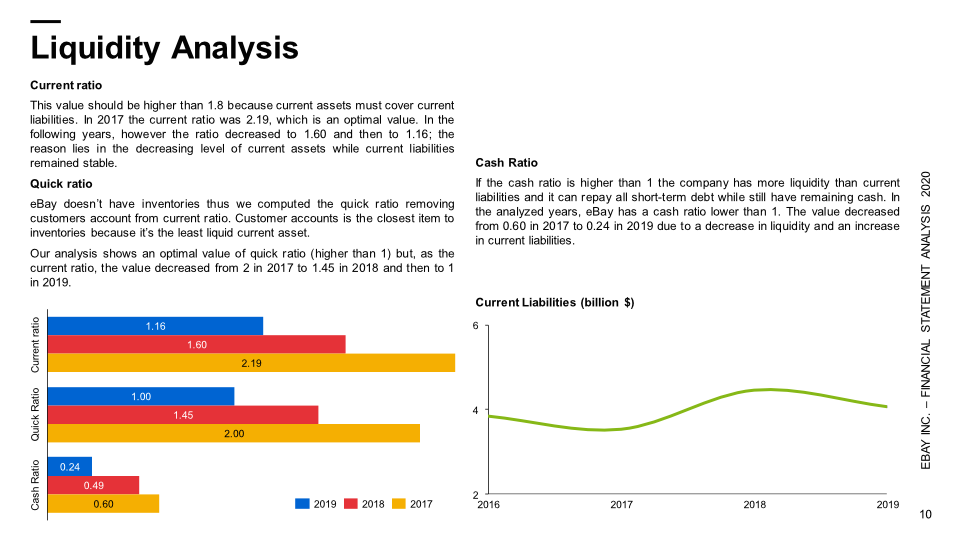 Liquidity Analysis
Current ratio
This value should be higher than 1.8 because current assets must cover current
liabilities. In 2017 the current ratio was 2.19, which is an optimal value. In the
following years, however the ratio decreased to 1.60 and then to 1.16; the
reason lies in the decreasing level of current assets while current liabilities
remained stable.
Quick ratio
eBay doesn't have inventories thus we computed the quick ratio removing
customers account from current ratio. Customer accounts is the closest item to
inventories because it's the least liquid current asset.
Our analysis shows an optimal value of quick ratio (higher than 1) but, as the
current ratio, the value decreased from 2 in 2017 to 1.45 in 2018 and then to 1
in 2019.
Current ratio
1.16
1.60
2.19
Quick Ratio
1.00
1.45
2.00
Cash Ratio
0.24
0.49
0.60
2019 2018 2017
Cash Ratio
If the cash ratio is higher than 1 the company has more liquidity than current
liabilities and it can repay all short-term debt while still have remaining cash. In
the analyzed years, eBay has a cash ratio lower than 1. The value decreased
from 0.60 in 2017 to 0.24 in 2019 due to a decrease in liquidity and an increase
in current liabilities.
Current Liabilities (billion $)
6
4
2
2016 2017 2018 2019
EBAY INC. – FINANCIAL STATEMENT ANALYSIS 2020
10